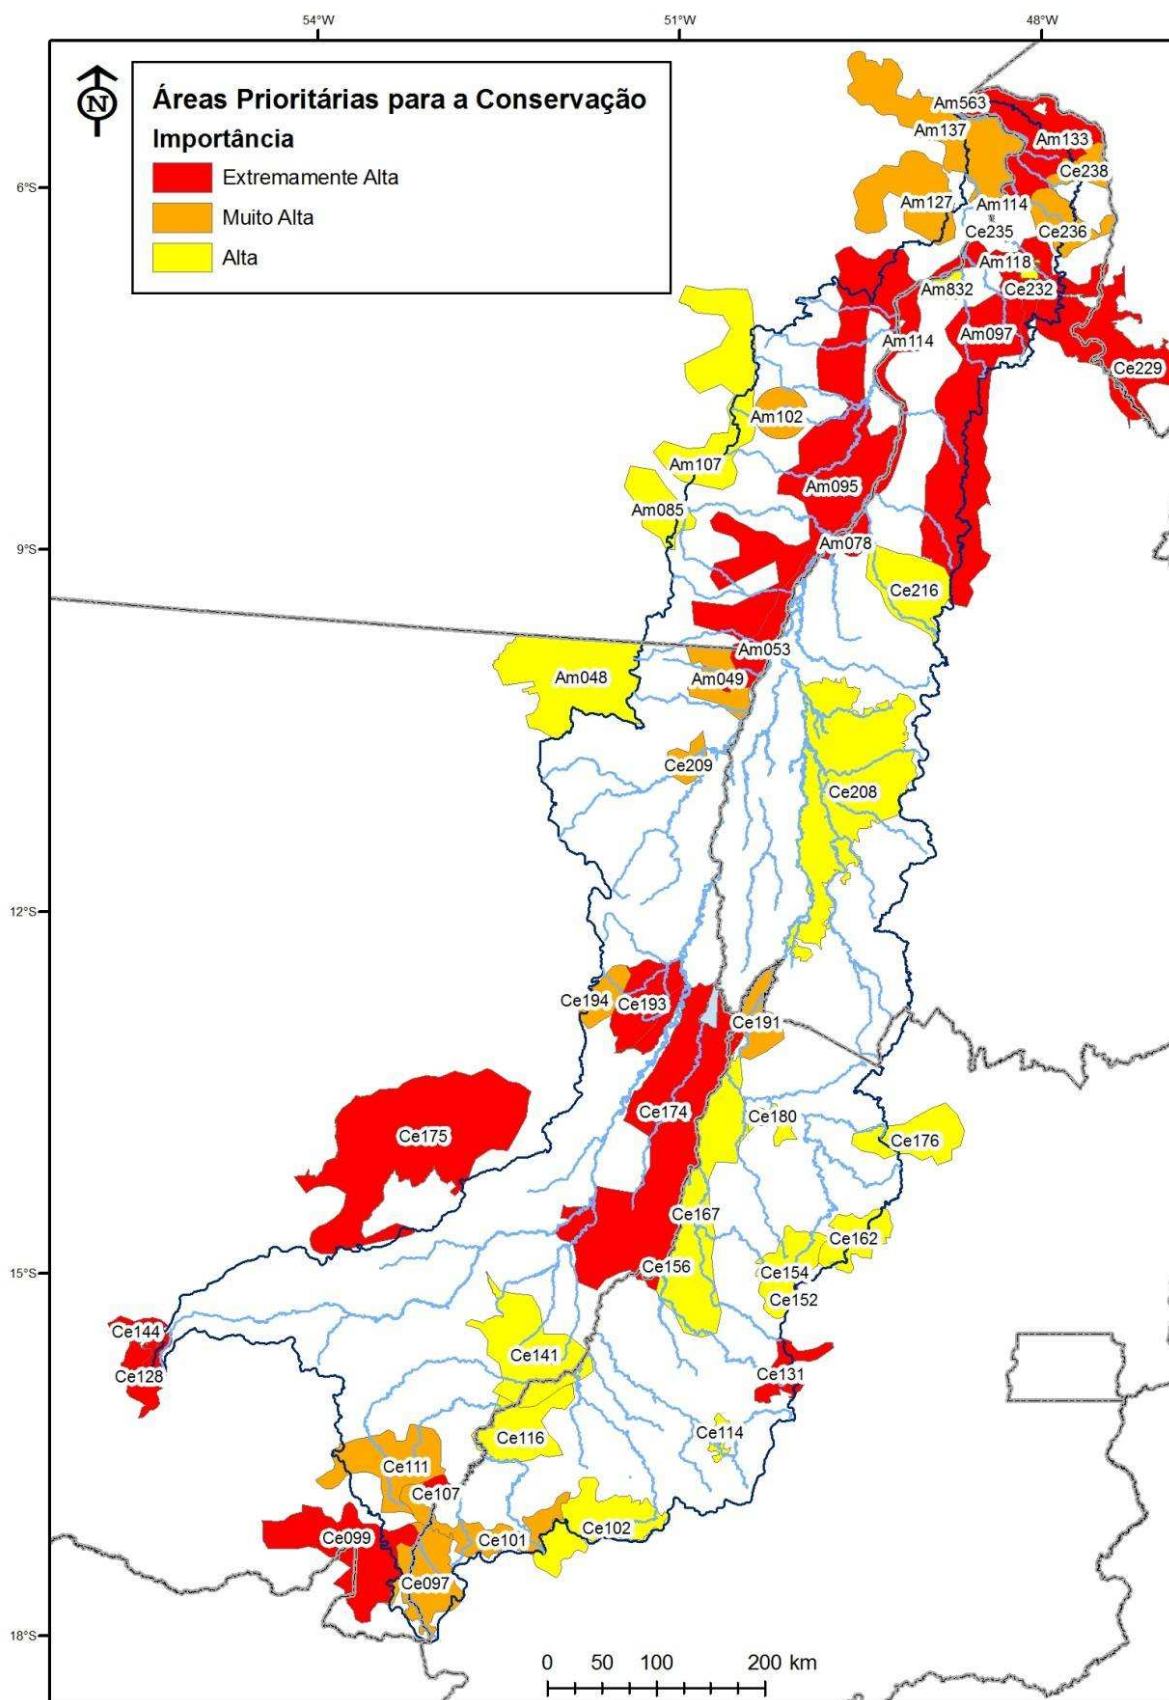 54°W 51°W 48°W
N
Áreas Prioritárias para a Conservação
Importância
Extremamente Alta
Muito Alta
Alta
Am563
Am137
Am133
6°S
Ce238
Am127
Am114
Ce235
Ce236
Am118
Am832
Ce232
Am097
Am114
Ce229
Am102
Am107
Am095
Am085
Am078
9°S
Ce216
Am053
Am048
Am049
Ce209
Ce208
12°S
Ce194
Ce193
Ce191
Ce174
Ce180
Ce175
Ce176
Ce167
Ce162
Ce156
15°S
Ce154
Ce152
Ce144
Ce141
Ce128
Ce131
Ce116
Ce114
Ce111
Ce107
Ce099
Ce101
Ce102
Ce097
18°S
0 50 100 200 km